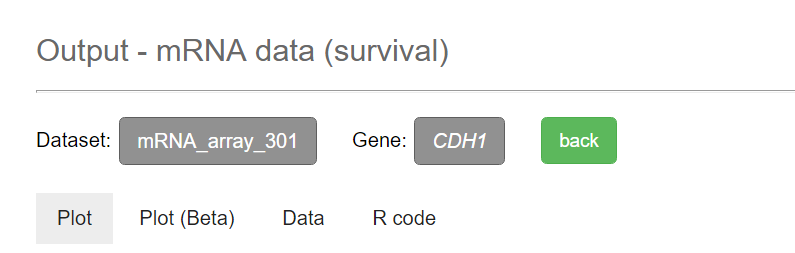 Output - mRNA data (survival)
Dataset: mRNA_array_301 Gene: CDH1 back
Plot Plot (Beta) Data R code